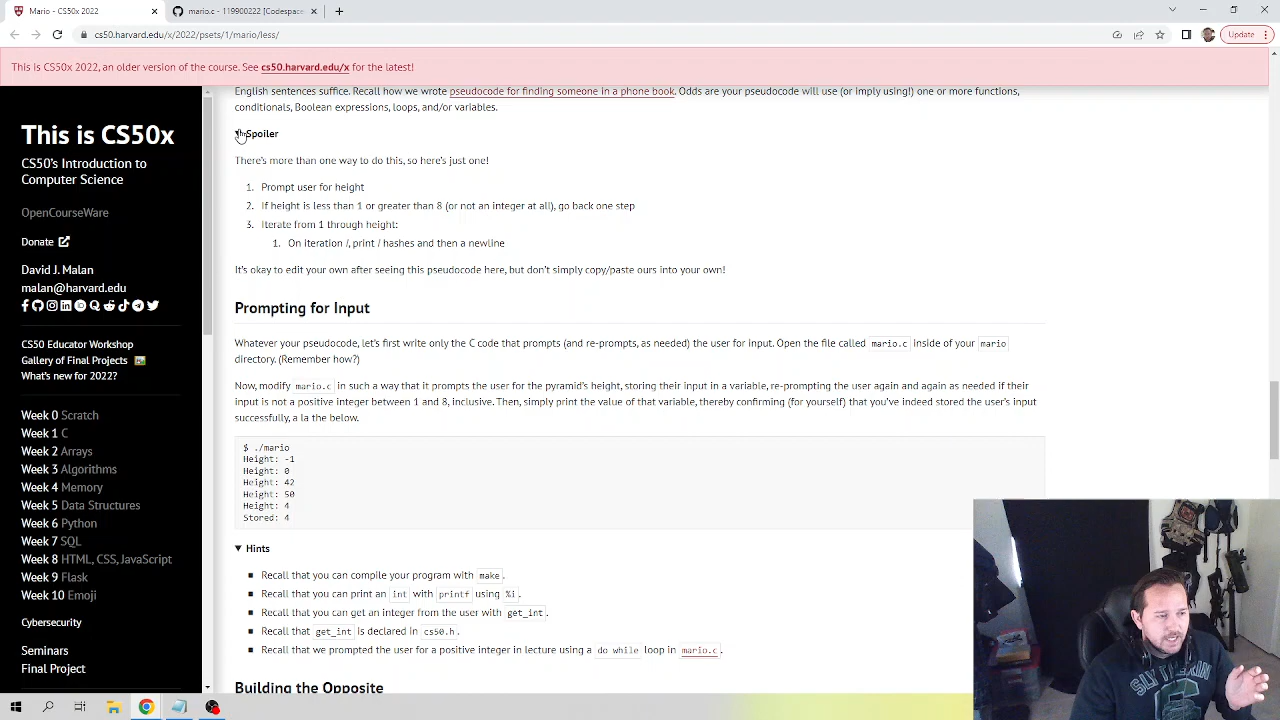 Mario - CS50x 2022
mario.c - 119900222 [Codespac
cs50.harvard.edu/x/2022/psets/1/mario/less/
Update
This is CS50x 2022, an older version of the course. See cs50.harvard.edu/x for the latest!
This is CS50x
CS50's Introduction to
Computer Science
OpenCourseWare
Donate
David J. Malan
malan@harvard.edu
CS50 Educator Workshop
Gallery of Final Projects
What's new for 2022?
Week 0 Scratch
Week 1 C
Week 2 Arrays
Week 3 Algorithms
Week 4 Memory
Week 5 Data Structures
Week 6 Python
Week 7 SQL
Week 8 HTML, CSS, JavaScript
Week 9 Flask
Week 10 Emoji
Cybersecurity
Seminars
Final Project
English sentences suffice. Recall how we wrote pseudocode for finding someone in a phone book. Odds are your pseudocode will use (or imply using!) one or more functions,
conditionals, Boolean expressions, loops, and/or variables.
Spoiler
There's more than one way to do this, so here's just one!
1. Prompt user for height
2. If height is less than 1 or greater than 8 (or not an integer at all), go back one step
3. Iterate from 1 through height:
1. On iteration i, print i hashes and then a newline
It's okay to edit your own after seeing this pseudocode here, but don't simply copy/paste ours into your own!
Prompting for Input
Whatever your pseudocode, let's first write only the C code that prompts (and re-prompts, as needed) the user for input. Open the file called mario.c inside of your mario
directory. (Remember how?)
Now, modify mario.c in such a way that it prompts the user for the pyramid's height, storing their input in a variable, re-prompting the user again and again as needed if their
input is not a positive integer between 1 and 8, inclusive. Then, simply print the value of that variable, thereby confirming (for yourself) that you've indeed stored the user's input
successfully, a la the below.
$ ./mario
Height: -1
Height: 0
Height: 42
Height: 50
Height: 4
Stored: 4
Hints
Recall that you can compile your program with make.
Recall that you can print an int with printf using %i.
Recall that you can get an integer from the user with get_int.
Recall that get_int is declared in cs50.h.
Recall that we prompted the user for a positive integer in lecture using a do while loop in mario.c.
Building the Opposite